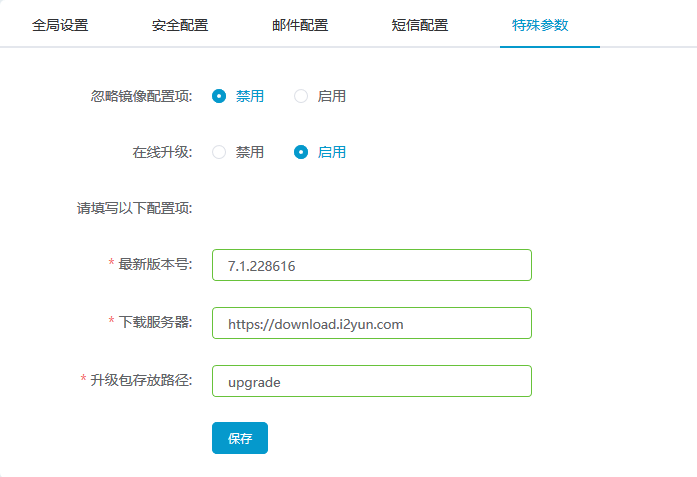 全局设置 安全配置 邮件配置 短信配置 特殊参数
忽略镜像配置项: 禁用 启用
在线升级: 禁用 启用
请填写以下配置项:
* 最新版本号: 7.1.228616
* 下载服务器: https://download.i2yun.com
* 升级包存放路径: upgrade
保存